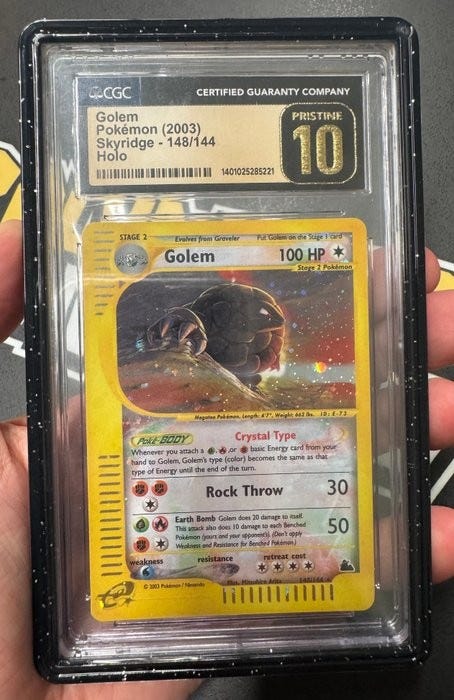 CGC
CERTIFIED GUARANTY COMPANY
Golem
Pokémon (2003)
Skyridge - 148/144
Holo
PRISTINE
10
1401025285221
STAGE 2 Evolves from Graveler Put Golem on the Stage 1 card
Golem 100 HP
Stage 2 Pokémon
Megaton Pokémon, Length: 4'7", Weight: 662 lbs. ID: E-73
Poké-BODY Crystal Type
Whenever you attach a , , or basic Energy card from your
hand to Golem, Golem's type (color) becomes the same as that
type of Energy until the end of the turn.
Rock Throw 30
Earth Bomb Golem does 20 damage to itself.
This attack also does 10 damage to each Benched
Pokémon (yours and your opponent's). (Don't apply
Weakness and Resistance for Benched Pokémon.)
50
weakness resistance retreat cost
Illus. Mitsuhiro Arita 148/144
e © 2003 Pokémon / Nintendo